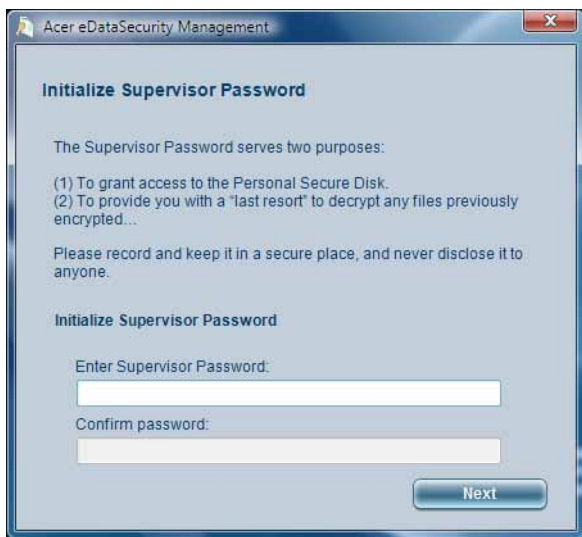 Acer eDataSecurity Management
Initialize Supervisor Password
The Supervisor Password serves two purposes:
(1) To grant access to the Personal Secure Disk.
(2) To provide you with a “last resort” to decrypt any files previously
encrypted...
Please record and keep it in a secure place, and never disclose it to
anyone.
Initialize Supervisor Password
Enter Supervisor Password:
Confirm password:
Next